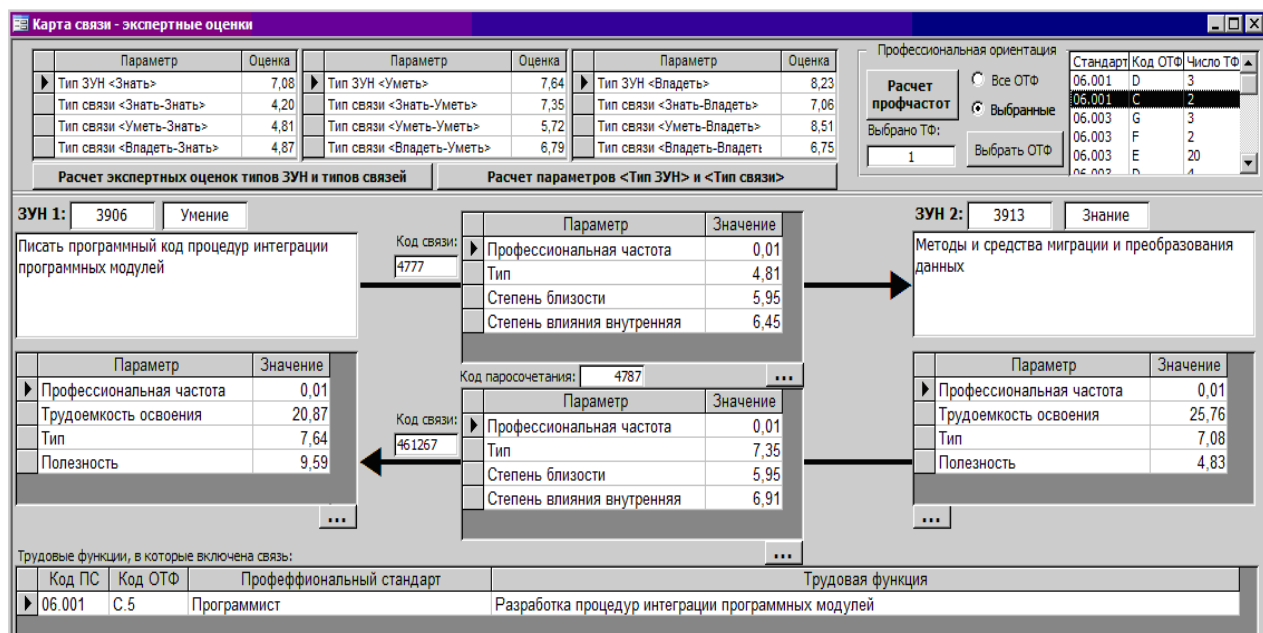 Карта связи - экспертные оценки
Параметр Оценка
Тип ЗУН <Знать> 7,08
Тип связи <Знать-Знать> 4,20
Тип связи <Уметь-Знать> 4,81
Тип связи <Владеть-Знать> 4,87
Параметр Оценка
Тип ЗУН <Уметь> 7,64
Тип связи <Знать-Уметь> 7,35
Тип связи <Уметь-Уметь> 5,72
Тип связи <Владеть-Уметь> 6,79
Параметр Оценка
Тип ЗУН <Владеть> 8,23
Тип связи <Знать-Владеть> 7,06
Тип связи <Уметь-Владеть> 8,51
Тип связи <Владеть-Владеть 6,75
Расчет экспертных оценок типов ЗУН и типов связей
Расчет параметров <Тип ЗУН> и <Тип связи>
Профессиональная ориентация
Расчет
профчастот
Все ОТФ
Выбранные
Выбрано ТФ:
1
Выбрать ОТФ
Стандарт Код ОТФ Число ТФ
06.001 D 3
06.001 C 2
06.003 G 3
06.003 F 2
06.003 E 20
06.003 D 4
ЗУН 1: 3906 Умение
Писать программный код процедур интеграции
программных модулей
Код связи:
4777
Параметр Значение
Профессиональная частота 0,01
Тип 4,81
Степень близости 5,95
Степень влияния внутренняя 6,45
ЗУН 2: 3913 Знание
Методы и средства миграции и преобразования
данных
Параметр Значение
Профессиональная частота 0,01
Трудоемкость освоения 20,87
Тип 7,64
Полезность 9,59
...
Код паросочетания: 4787 ...
Код связи:
461267
Параметр Значение
Профессиональная частота 0,01
Тип 7,35
Степень близости 5,95
Степень влияния внутренняя 6,91
...
Параметр Значение
Профессиональная частота 0,01
Трудоемкость освоения 25,76
Тип 7,08
Полезность 4,83
...
Трудовые функции, в которые включена связь:
Код ПС Код ОТФ Профеффиональный стандарт Трудовая функция
06.001 C.5 Программист Разработка процедур интеграции программных модулей